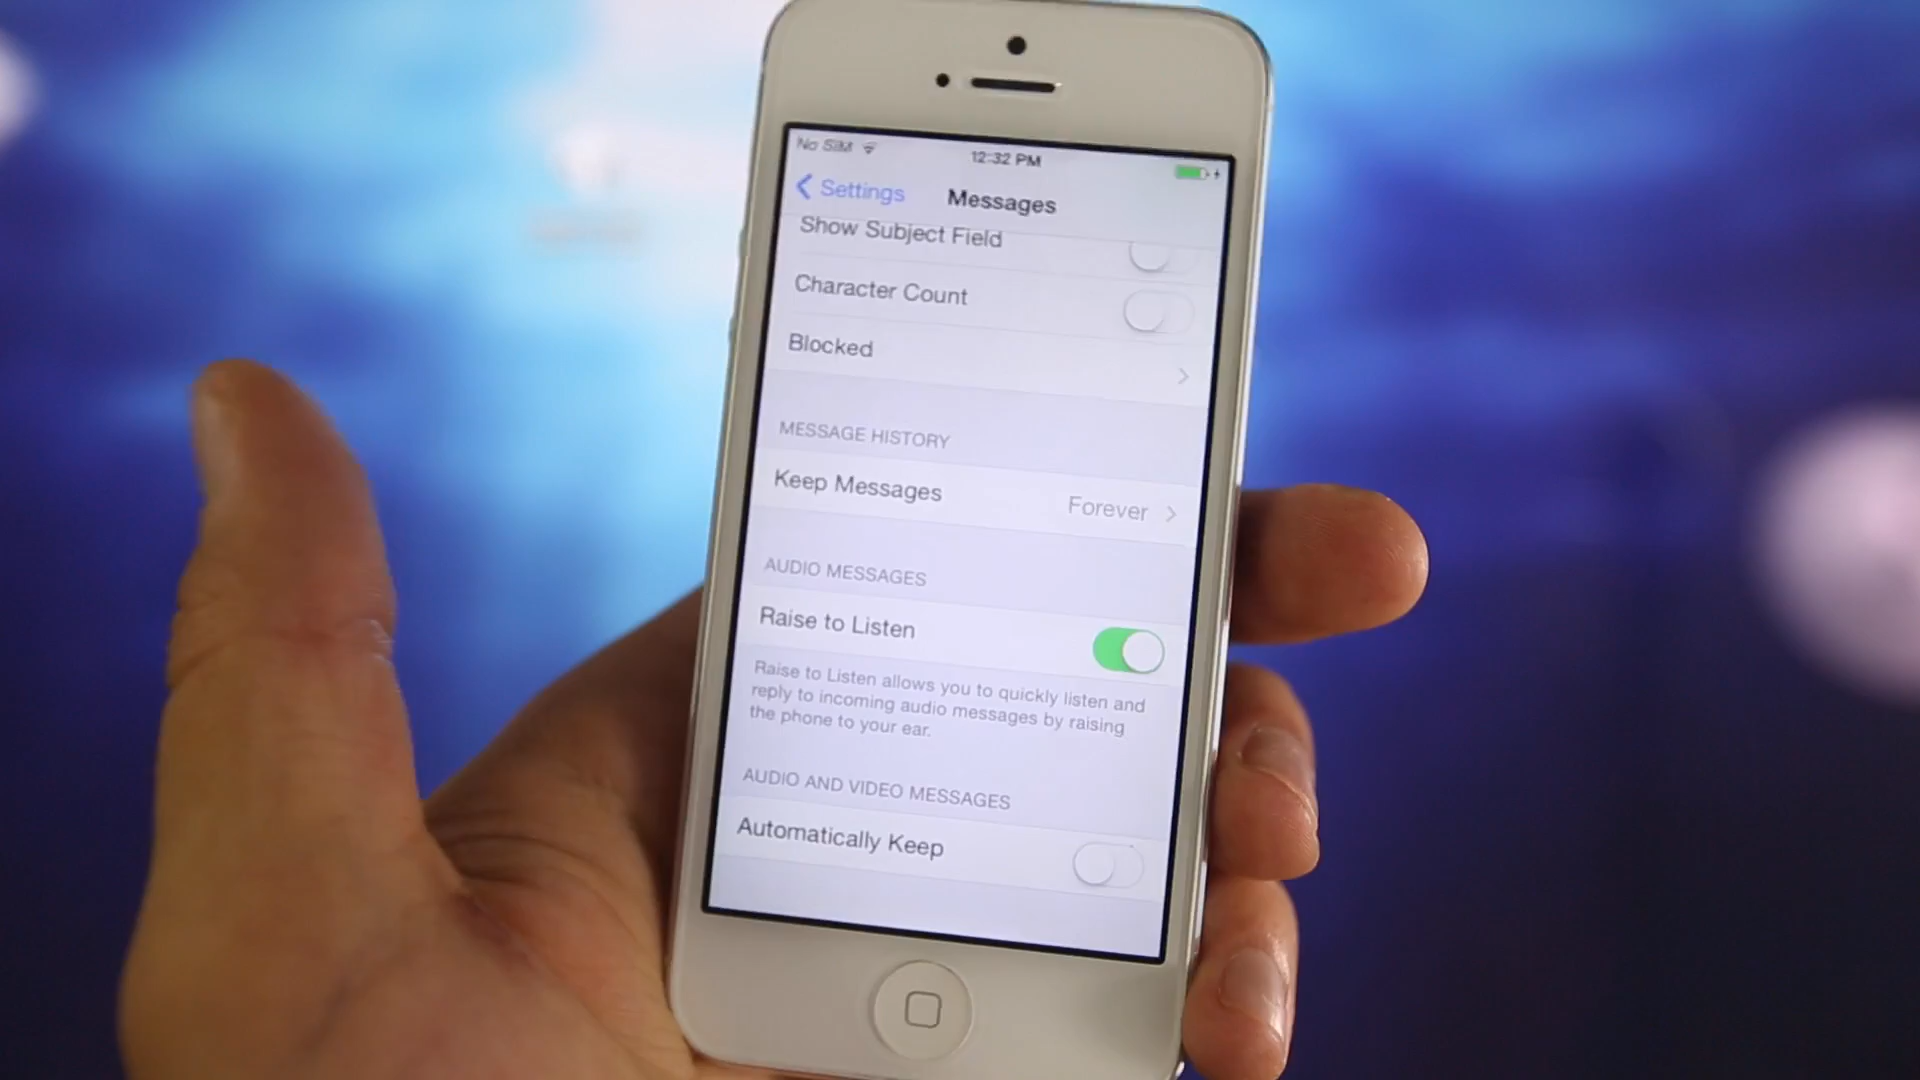 No SIM
12:32 PM
Settings
Messages
Show Subject Field
Character Count
Blocked
MESSAGE HISTORY
Keep Messages Forever
AUDIO MESSAGES
Raise to Listen
Raise to Listen allows you to quickly listen and
reply to incoming audio messages by raising
the phone to your ear.
AUDIO AND VIDEO MESSAGES
Automatically Keep